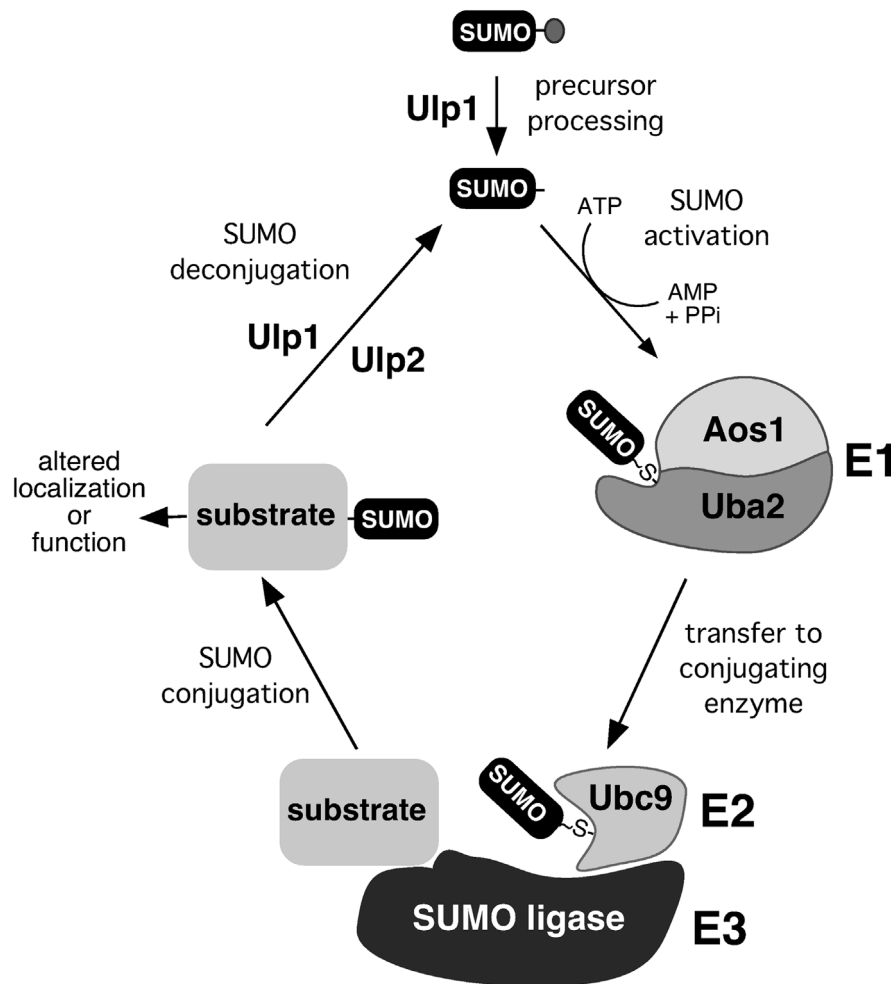 SUMO
Ulp1
precursor
processing
SUMO
ATP
SUMO
activation
AMP
+ PPi
SUMO
deconjugation
Ulp1
Ulp2
SUMO
S
Aos1
Uba2
E1
altered
localization
or
function
substrate
SUMO
transfer to
conjugating
enzyme
SUMO
conjugation
substrate
SUMO
S
Ubc9
E2
SUMO ligase
E3